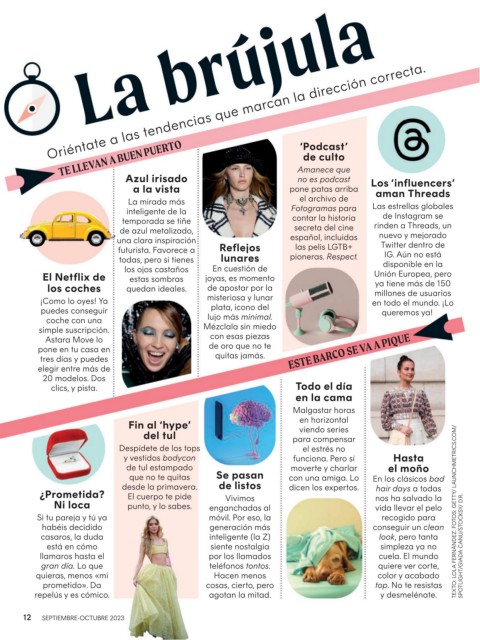 La brújula
Oriéntate a las tendencias que marcan la dirección correcta.
TE LLEVAN A BUEN PUERTO
El Netflix de
los coches
¡Como lo oyes! Ya
puedes conseguir
coche con una
simple suscripción.
Astara Move lo
pone en tu casa en
tres días y puedes
elegir entre más de
20 modelos. Dos
clics, y pista.
Azul irisado
a la vista
La mirada más
inteligente de la
temporada se tiñe
de azul metalizado,
una clara inspiración
futurista. Favorece a
todas, pero si tienes
los ojos castaños
estas sombras
quedan ideales.
Reflejos
lunares
En cuestión de
joyas, es momento
de apostar por la
misteriosa y lunar
plata, icono del
lujo más minimal.
Mézclala sin miedo
con esas piezas
de oro que no te
quitas jamás.
'Podcast'
de culto
Amanece que
no es podcast
pone patas arriba
el archivo de
Fotogramas para
contar la historia
secreta del cine
español, incluidas
las pelis LGTB+
pioneras. Respect.
Los 'influencers'
aman Threads
Las estrellas globales
de Instagram se
rinden a Threads, un
nuevo y mejorado
Twitter dentro de
IG. Aún no está
disponible en la
Unión Europea, pero
ya tiene más de 150
millones de usuarios
en todo el mundo. ¡Lo
queremos ya!
ESTE BARCO SE VA A PIQUE
¿Prometida?
Ni loca
Si tu pareja y tú ya
habéis decidido
casaros, la duda
está en cómo
llamaros hasta el
gran día. Lo que
quieras, menos «mi
prometido». Da
repelús y es cómico.
Fin al 'hype'
del tul
Despídete de los tops
y vestidos bodycon
de tul estampado
que no te quitas
desde la primavera.
El cuerpo te pide
punto, y lo sabes.
Se pasan
de listos
Vivimos
enganchadas al
móvil. Por eso, la
generación más
inteligente (la Z)
siente nostalgia
por los llamados
teléfonos tontos.
Hacen menos
cosas, cierto, pero
agotan la mitad.
Todo el día
en la cama
Malgastar horas
en horizontal
viendo series
para compensar
el estrés no
funciona. Pero sí
moverte y charlar
con una amiga. Lo
dicen los expertos.
Hasta
el moño
En los clásicos bad
hair days a todas
nos ha salvado la
vida llevar el pelo
recogido para
conseguir un clean
look, pero tanta
simpleza ya no
cuela. El mundo
quiere ver corte,
color y acabado
top. No te resistas
y desmelénate.
TEXTO: LOLA FERNÁNDEZ. FOTOS: GETTY/ LAUNCHMETRICS.COM/
12 SEPTIEMBRE-OCTUBRE 2023